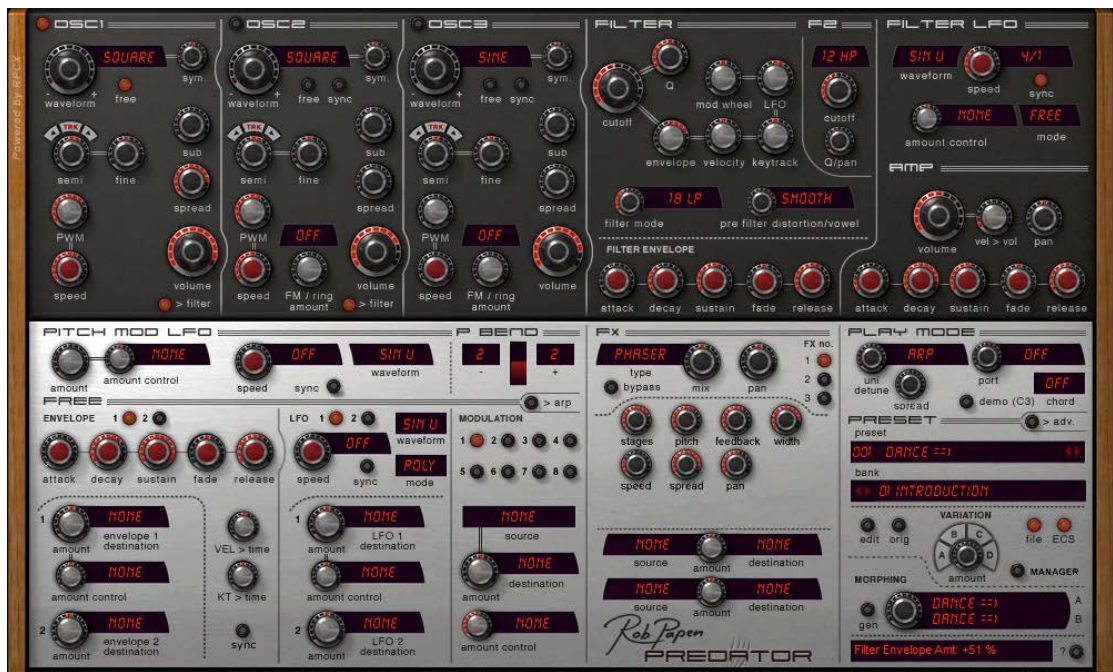 OSC1
OSC2
OSC3
FILTER
F2
FILTER LFO
Powered by RPCX
SQUARE
sym.
- waveform +
free
SQUARE
sym.
- waveform +
free sync
SINE
sym.
- waveform +
free sync
TRK
semi
fine
sub
spread
PWM
speed
volume
> filter
TRK
semi
fine
sub
spread
PWM
OFF
speed
FM / ring
amount
volume
> filter
TRK
semi
fine
sub
spread
PWM
OFF
speed
FM / ring
amount
volume
cutoff
Q
mod wheel
LFO
envelope
velocity
keytrack
12 HP
cutoff
Q/pan
18 LP
filter mode
SMOOTH
pre filter distortion/vowel
FILTER ENVELOPE
attack decay sustain fade release
SIN U
waveform
speed
4/1
sync
NONE
amount control
FREE
mode
AMP
volume
vel > vol
pan
attack decay sustain fade release
PITCH MOD LFO
amount
NONE
amount control
OFF
speed
sync
SIN U
waveform
P BEND
2
-
2
+
FREE
> arp
ENVELOPE 1 2
attack decay sustain fade release
LFO 1 2
OFF
speed
sync
SIN U
waveform
POLY
mode
MODULATION
1 2 3 4
5 6 7 8
1
NONE
amount
envelope 1
destination
NONE
amount control
2
NONE
amount
envelope 2
destination
VEL > time
KT > time
sync
1
NONE
amount
LFO 1
destination
NONE
amount control
2
NONE
amount
LFO 2
destination
NONE
source
NONE
destination
amount
NONE
amount control
FX
PHASER
type
bypass
mix
pan
FX no.
1
2
3
stages pitch feedback width
speed spread pan
NONE
source
amount
NONE
destination
NONE
source
amount
NONE
destination
Rob Papen
PREDATOR
PLAY MODE
ARP
uni
detune
spread
OFF
port
demo (C3)
OFF
chord
PRESET
> adv.
preset
001 DANCE ==>
bank
01 INTRODUCTION
edit
orig
VARIATION
A B C D
amount
file
ECS
MANAGER
MORPHING
gen
DANCE ==> A
DANCE ==> B
Filter Envelope Amt: +51 %
?